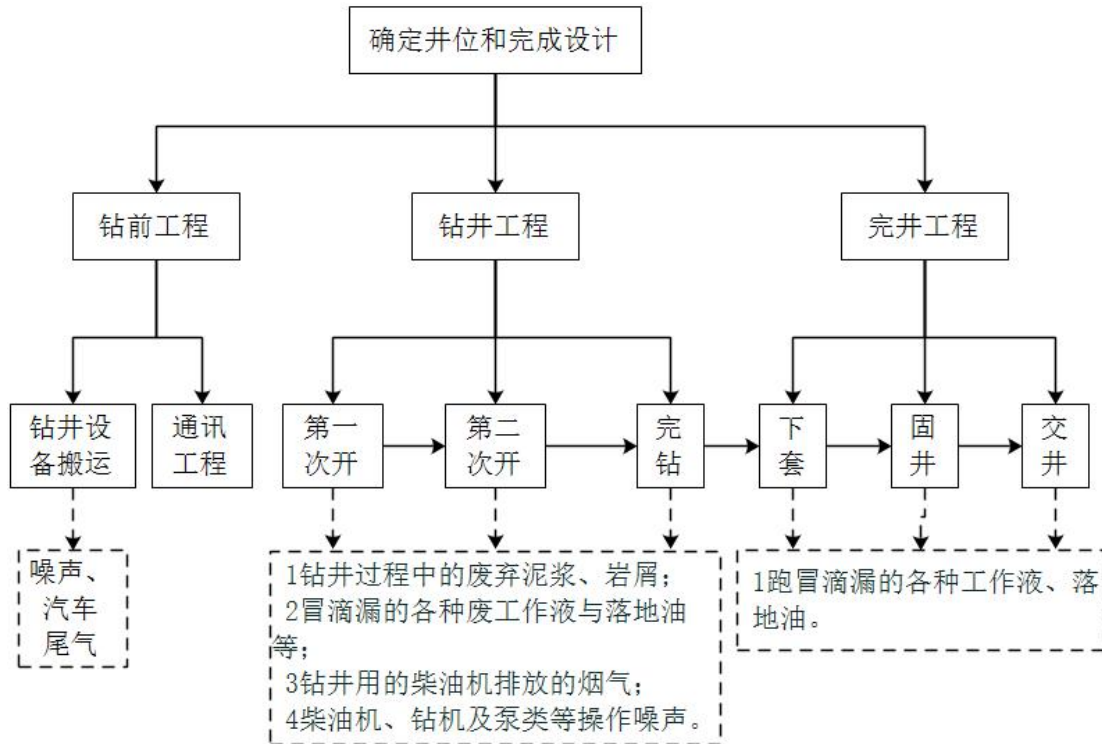 确定井位和完成设计
钻前工程
钻井工程
完井工程
钻井设
备搬运
通讯
工程
第一
次开
第二
次开
完
钻
下
套
固
井
交
井
噪声、
汽车
尾气
1钻井过程中的废弃泥浆、岩屑；
2冒滴漏的各种废工作液与落地油
等；
3钻井用的柴油机排放的烟气；
4柴油机、钻机及泵类等操作噪声。
1跑冒滴漏的各种工作液、落
地油。